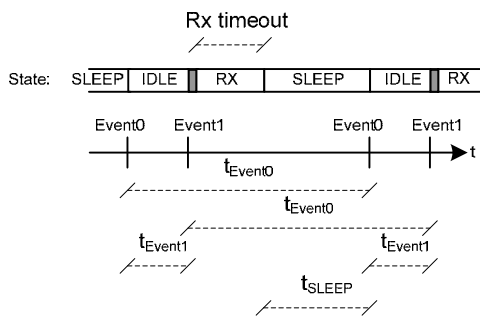 Rx timeout
State: SLEEP IDLE RX SLEEP IDLE RX
Event0 Event1 Event0 Event1
t
tEvent0
tEvent0
tEvent1 tEvent1
tSLEEP